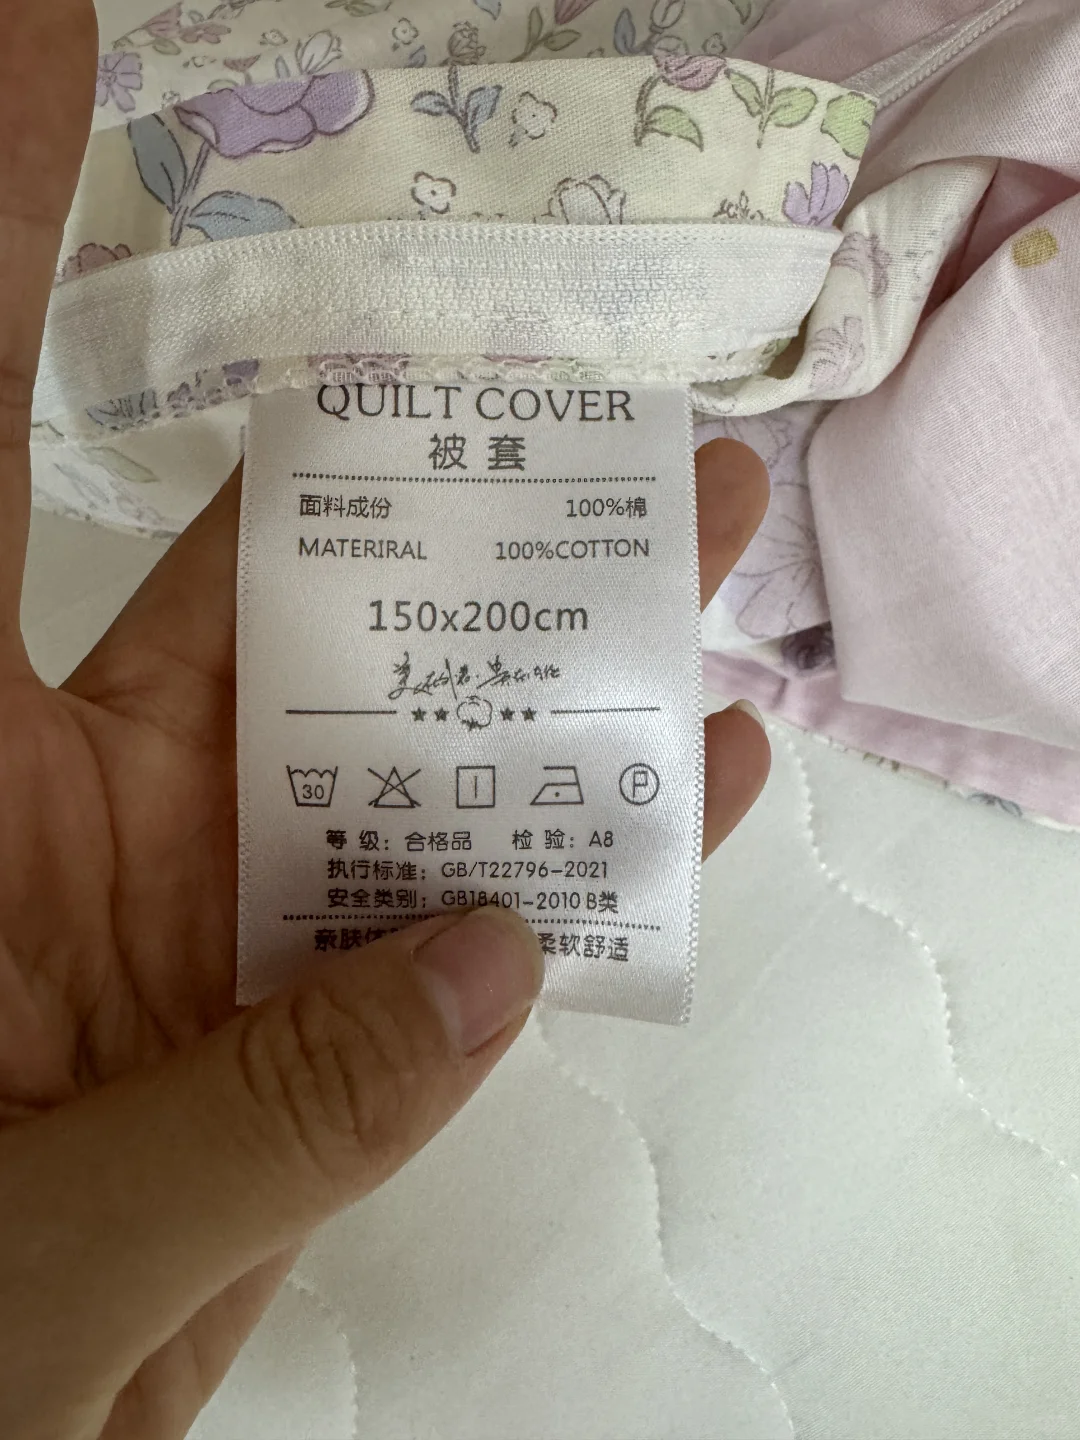 QUILT COVER
被套
面料成份 100%棉
MATERIRAL 100%COTTON
150x200cm
30
P
等级：合格品 检验：A8
执行标准：GB/T22796-2021
安全类别：GB18401-2010 B类
亲肤 柔软舒适